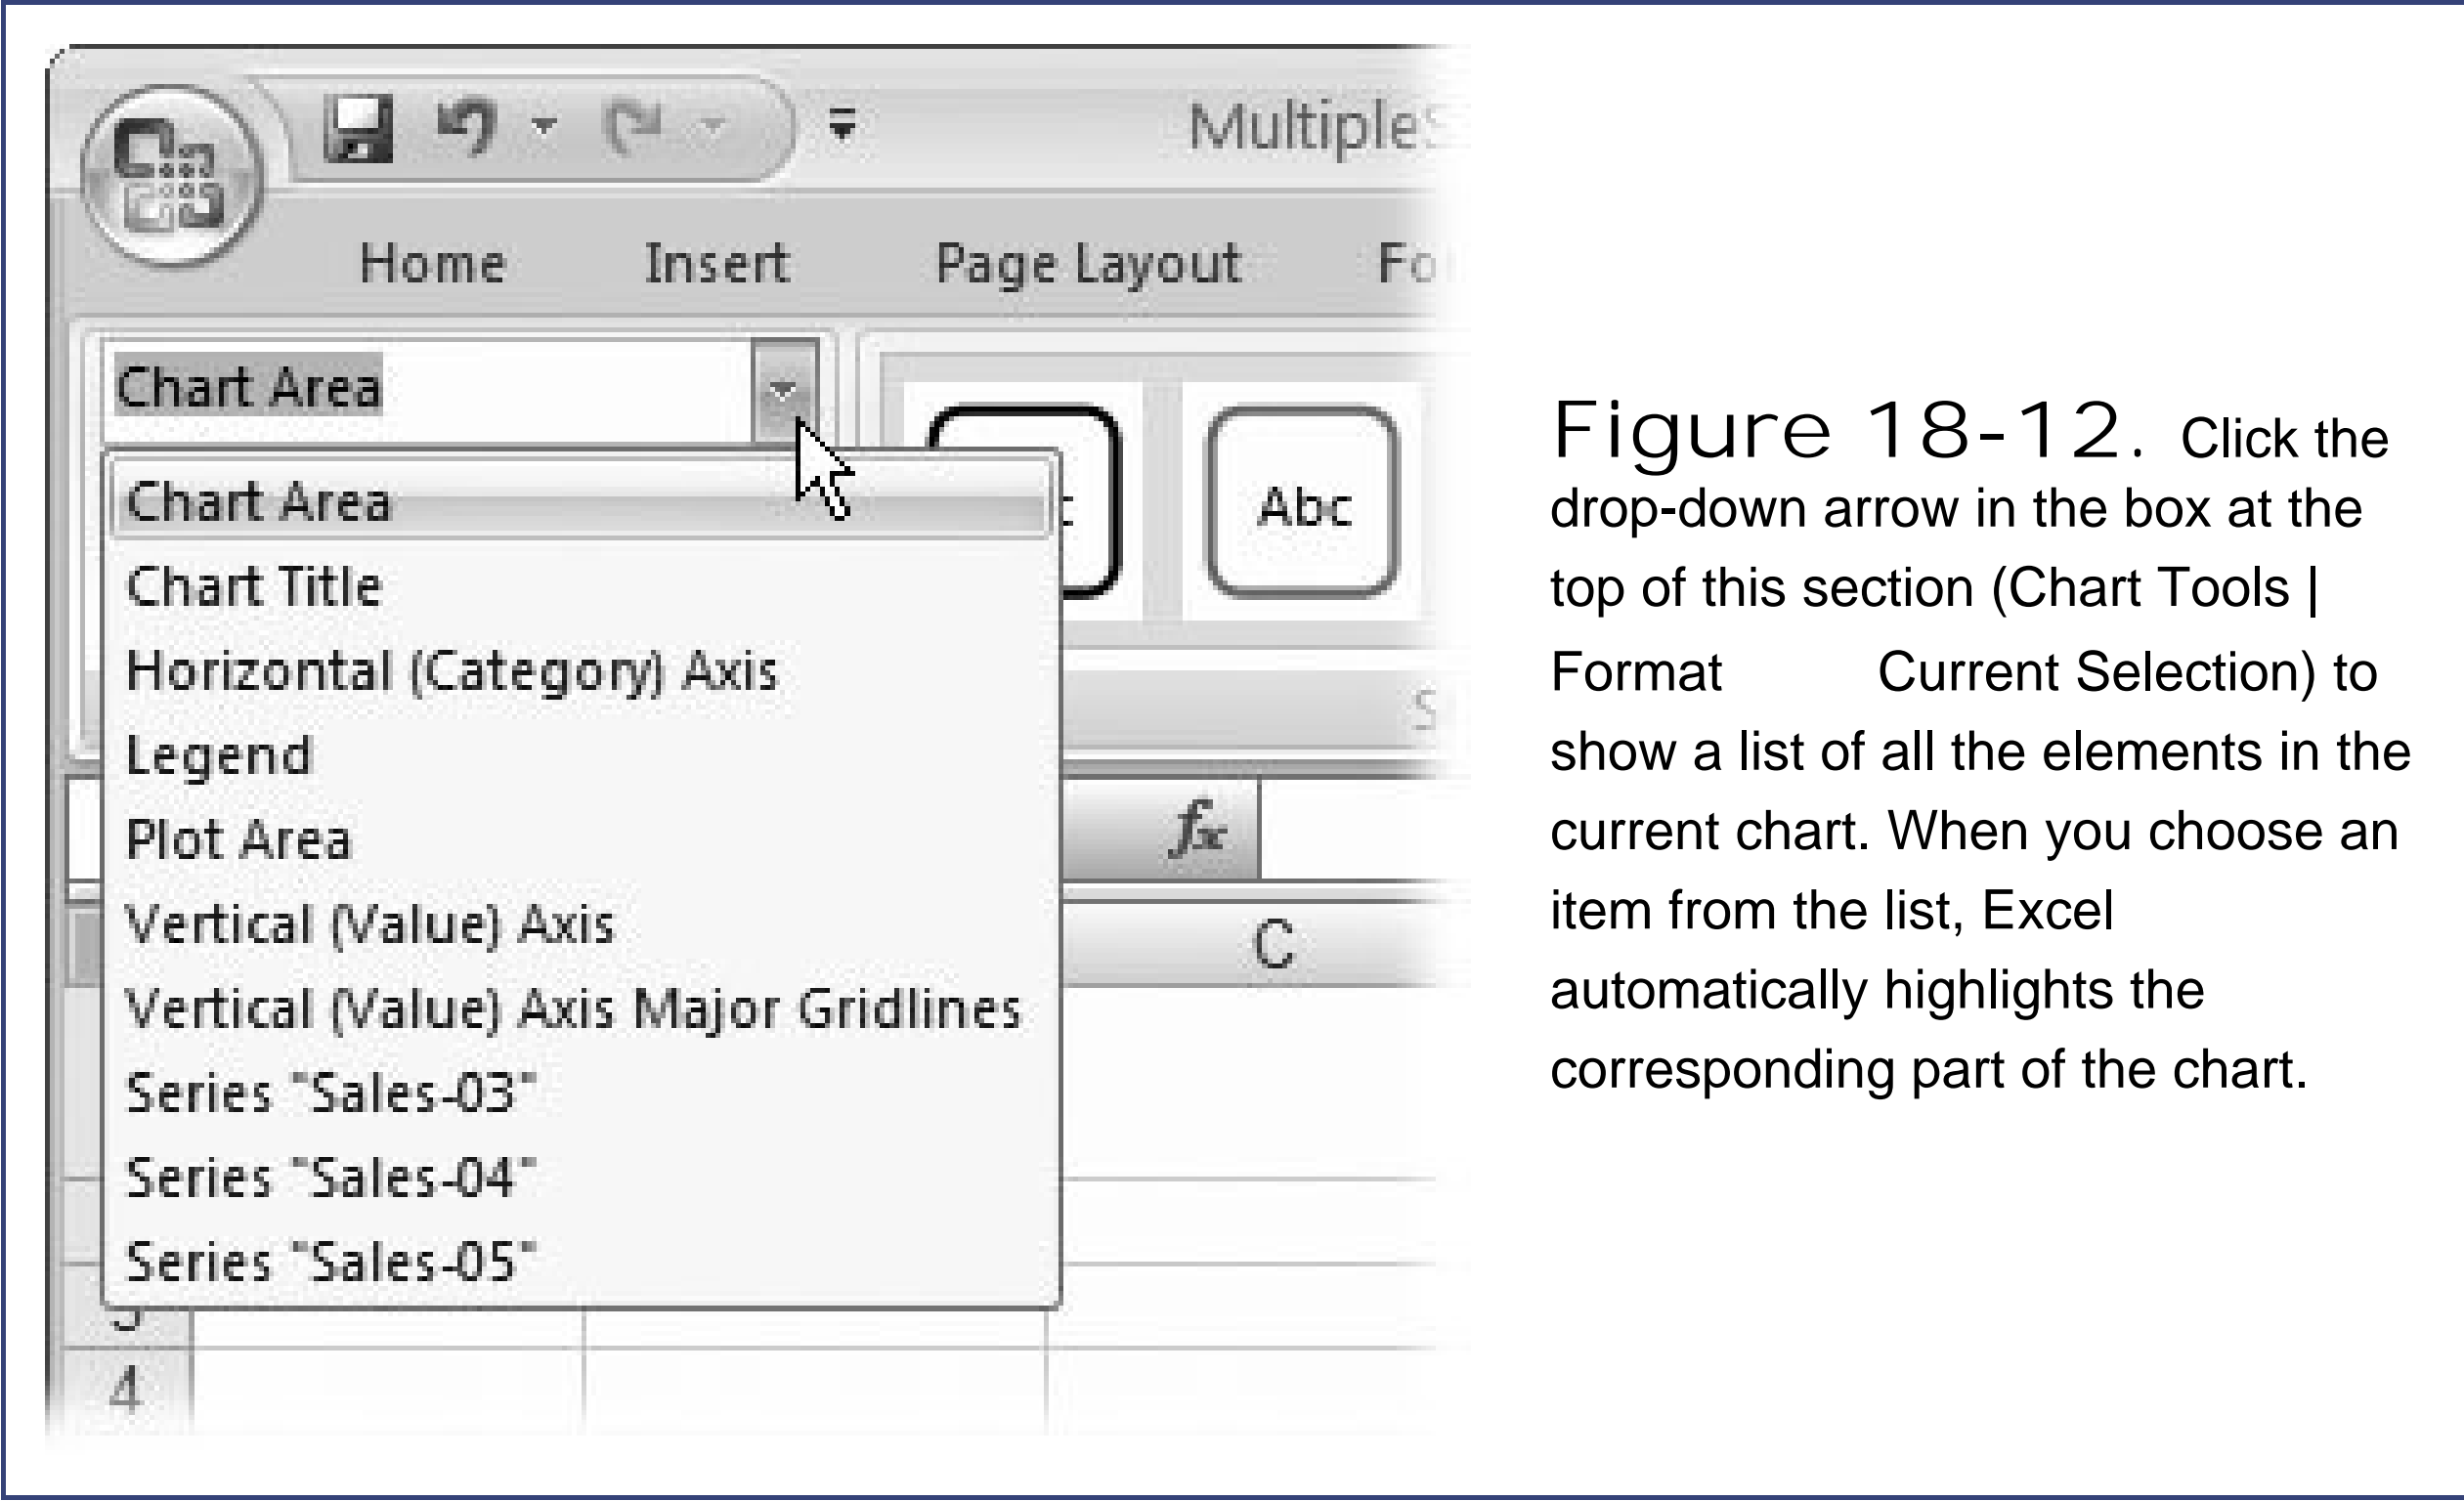 Multiple
Home Insert Page Layout Fo
Chart Area
Chart Area
Chart Title
Horizontal (Category) Axis
Legend
Plot Area
Vertical (Value) Axis
Vertical (Value) Axis Major Gridlines
Series "Sales-03"
Series "Sales-04"
Series "Sales-05"
Abc
fx
C
4
Figure 18-12. Click the
drop-down arrow in the box at the
top of this section (Chart Tools |
Format Current Selection) to
show a list of all the elements in the
current chart. When you choose an
item from the list, Excel
automatically highlights the
corresponding part of the chart.